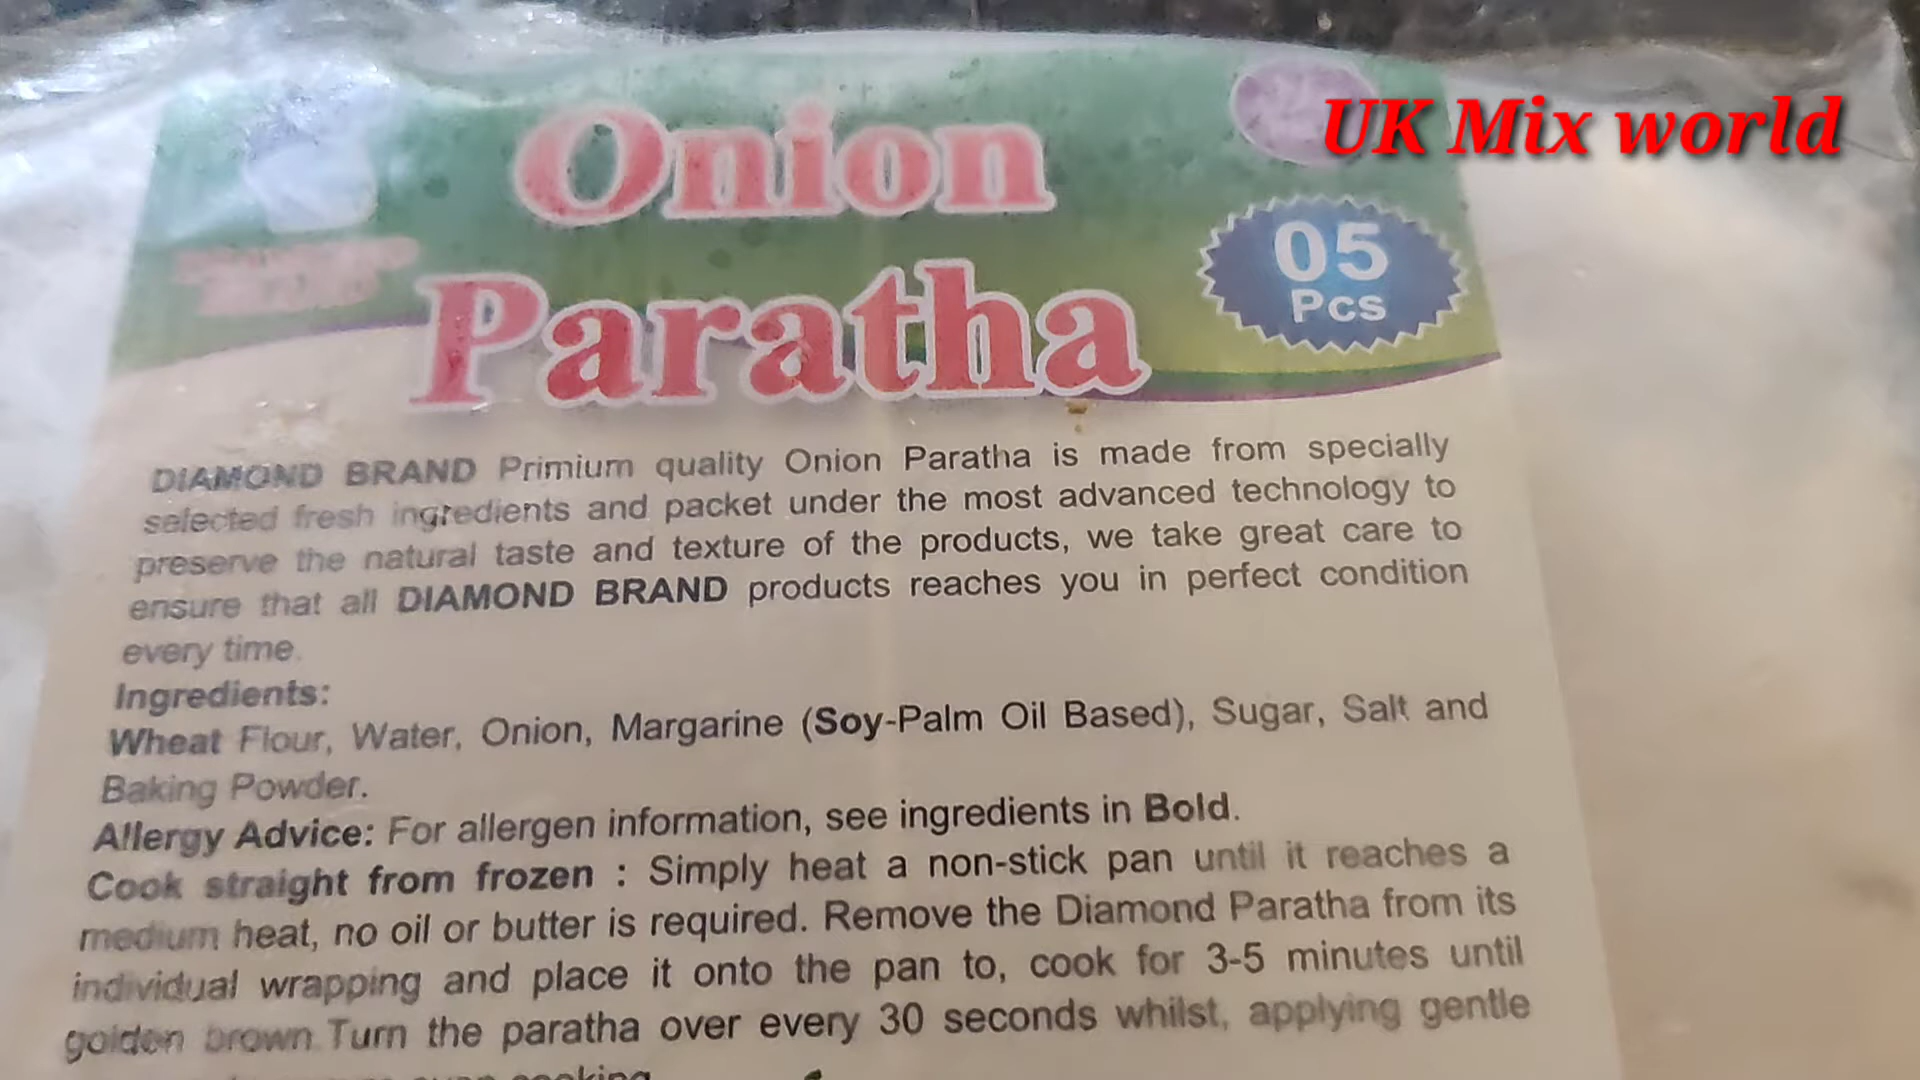 UK Mix world
Onion
Paratha
05
Pcs
DIAMOND BRAND Primium quality Onion Paratha is made from specially
selected fresh ingredients and packet under the most advanced technology to
preserve the natural taste and texture of the products, we take great care to
ensure that all DIAMOND BRAND products reaches you in perfect condition
every time.
Ingredients:
Wheat Flour, Water, Onion, Margarine (Soy-Palm Oil Based), Sugar, Salt and
Baking Powder.
Allergy Advice: For allergen information, see ingredients in Bold.
Cook straight from frozen : Simply heat a non-stick pan until it reaches a
medium heat, no oil or butter is required. Remove the Diamond Paratha from its
individual wrapping and place it onto the pan to, cook for 3-5 minutes until
golden brown Turn the paratha over every 30 seconds whilst, applying gentle
cooking